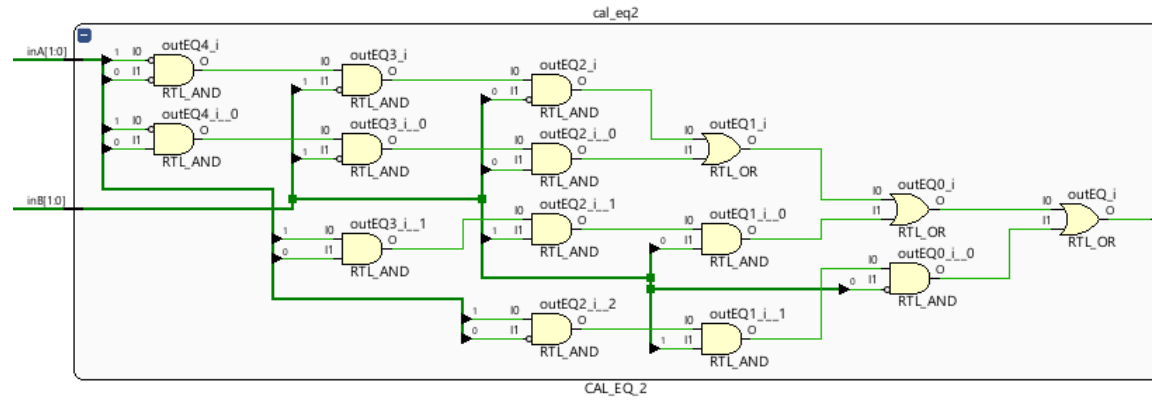 cal_eq2
inA[1:0]
inB[1:0]
outEQ4_i
1 I0
0 I1
O
RTL_AND
outEQ4_i__0
1 I0
0 I1
O
RTL_AND
outEQ3_i
I0
1 I1
O
RTL_AND
outEQ3_i__0
I0
1 I1
O
RTL_AND
outEQ3_i__1
1 I0
0 I1
O
RTL_AND
outEQ2_i
I0
0 I1
O
RTL_AND
outEQ2_i__0
I0
0 I1
O
RTL_AND
outEQ2_i__1
I0
1 I1
O
RTL_AND
outEQ2_i__2
1 I0
0 I1
O
RTL_AND
outEQ1_i
I0
I1
O
RTL_OR
outEQ1_i__0
I0
0 I1
O
RTL_AND
outEQ1_i__1
I0
1 I1
O
RTL_AND
outEQ0_i
I0
I1
O
RTL_OR
outEQ0_i__0
I0
0 I1
O
RTL_AND
outEQ_i
I0
I1
O
RTL_OR
CAL_EQ_2